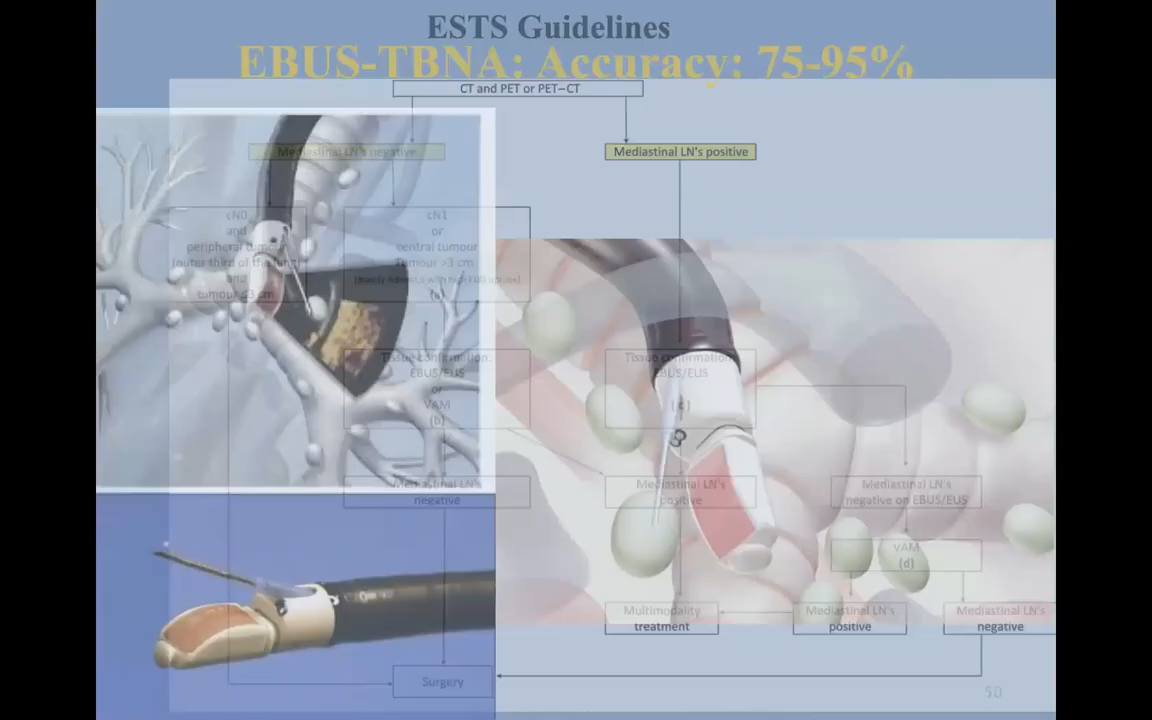 ESTS Guidelines
EBUS-TBNA: Accuracy: 75-95%
CT and PET or PET–CT
Mediastinal LN's negative
Mediastinal LN's positive
cN0
and
peripheral tumour
(outer third of the lung)
and
tumour ≤3 cm
cN1
or
central tumour
Tumour >3 cm
(a)
Tissue confirmation:
EBUS/EUS
or
VAM
(b)
Tissue confirmation
EBUS/EUS
(c)
Mediastinal LN's
negative
Mediastinal LN's
positive
Mediastinal LN's
negative on EBUS/EUS
VAM
(d)
Multimodality
treatment
Mediastinal LN's
positive
Mediastinal LN's
negative
Surgery
50